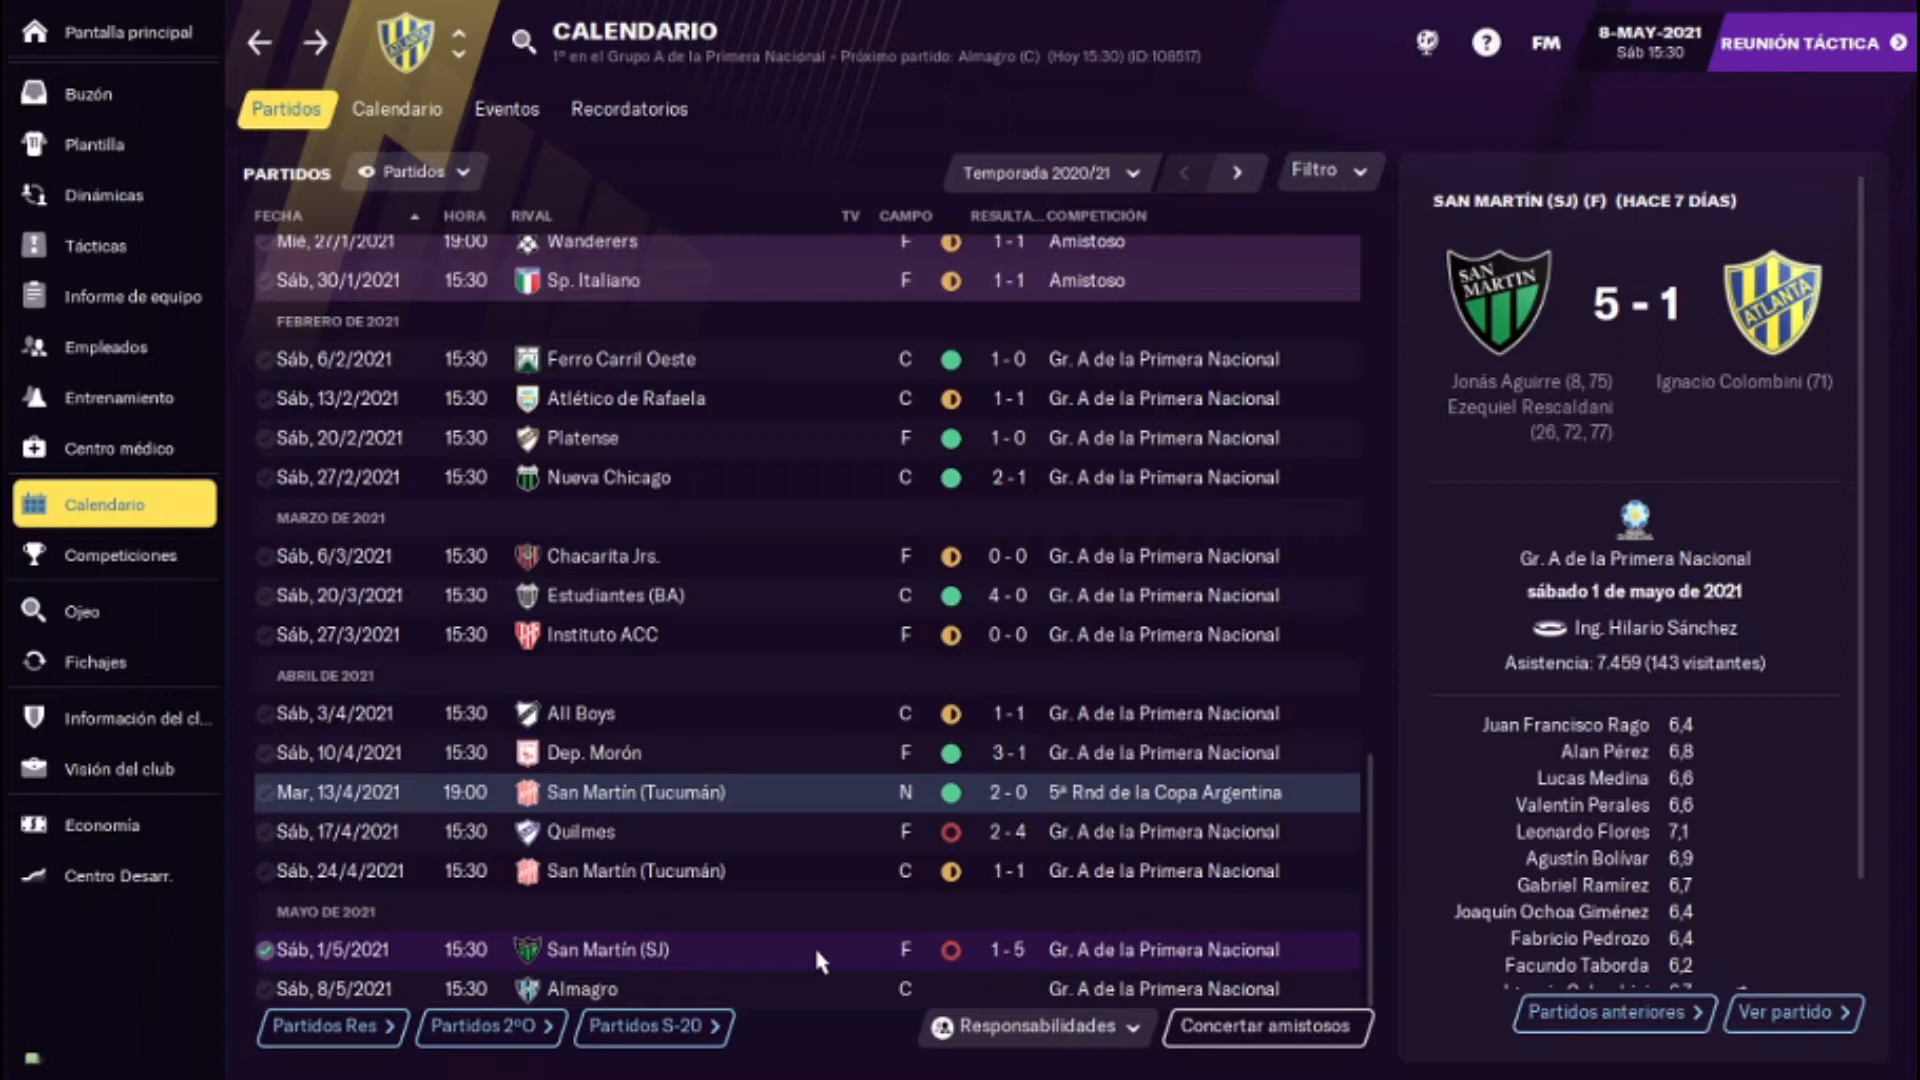 Pantalla principal
Buzón
Plantilla
Dinámicas
Tácticas
Informe de equipo
Empleados
Entrenamiento
Centro médico
Calendario
Competiciones
Ojeo
Fichajes
Información del cl...
Visión del club
Economía
Centro Desarr.
ATLANTA
CALENDARIO
1º en el Grupo A de la Primera Nacional - Próximo partido: Almagro (C) (Hoy 15:30) (ID:108517)
? FM
8-MAY-2021
Sáb 15:30
REUNIÓN TÁCTICA
Partidos Calendario Eventos Recordatorios
PARTIDOS Partidos Temporada 2020/21 Filtro
FECHA HORA RIVAL TV CAMPO RESULTA... COMPETICIÓN
Mié, 27/1/2021 19:00 Wanderers F 1 - 1 Amistoso
Sáb, 30/1/2021 15:30 Sp. Italiano F 1 - 1 Amistoso
FEBRERO DE 2021
Sáb, 6/2/2021 15:30 Ferro Carril Oeste C 1 - 0 Gr. A de la Primera Nacional
Sáb, 13/2/2021 15:30 Atlético de Rafaela C 1 - 1 Gr. A de la Primera Nacional
Sáb, 20/2/2021 15:30 Platense F 1 - 0 Gr. A de la Primera Nacional
Sáb, 27/2/2021 15:30 Nueva Chicago C 2 - 1 Gr. A de la Primera Nacional
MARZO DE 2021
Sáb, 6/3/2021 15:30 Chacarita Jrs. F 0 - 0 Gr. A de la Primera Nacional
Sáb, 20/3/2021 15:30 Estudiantes (BA) C 4 - 0 Gr. A de la Primera Nacional
Sáb, 27/3/2021 15:30 Instituto ACC F 0 - 0 Gr. A de la Primera Nacional
ABRIL DE 2021
Sáb, 3/4/2021 15:30 All Boys C 1 - 1 Gr. A de la Primera Nacional
Sáb, 10/4/2021 15:30 Dep. Morón F 3 - 1 Gr. A de la Primera Nacional
Mar, 13/4/2021 19:00 San Martín (Tucumán) N 2 - 0 5ª Rnd de la Copa Argentina
Sáb, 17/4/2021 15:30 Quilmes F 2 - 4 Gr. A de la Primera Nacional
Sáb, 24/4/2021 15:30 San Martín (Tucumán) C 1 - 1 Gr. A de la Primera Nacional
MAYO DE 2021
Sáb, 1/5/2021 15:30 San Martín (SJ) F 1 - 5 Gr. A de la Primera Nacional
Sáb, 8/5/2021 15:30 Almagro C Gr. A de la Primera Nacional
Partidos Res Partidos 2ºO Partidos S-20 Responsabilidades Concertar amistosos
SAN MARTÍN (SJ) (F) (HACE 7 DÍAS)
SAN MARTIN
5 - 1
ATLANTA
Jonás Aguirre (8, 75) Ignacio Colombini (71)
Ezequiel Rescaldani
(26, 72, 77)
Gr. A de la Primera Nacional
sábado 1 de mayo de 2021
Ing. Hilario Sánchez
Asistencia: 7.459 (143 visitantes)
Juan Francisco Rago 6,4
Alan Pérez 6,8
Lucas Medina 6,6
Valentín Perales 6,6
Leonardo Flores 7,1
Agustín Bolívar 6,9
Gabriel Ramírez 6,7
Joaquín Ochoa Giménez 6,4
Fabricio Pedrozo 6,4
Facundo Taborda 6,2
Partidos anteriores Ver partido